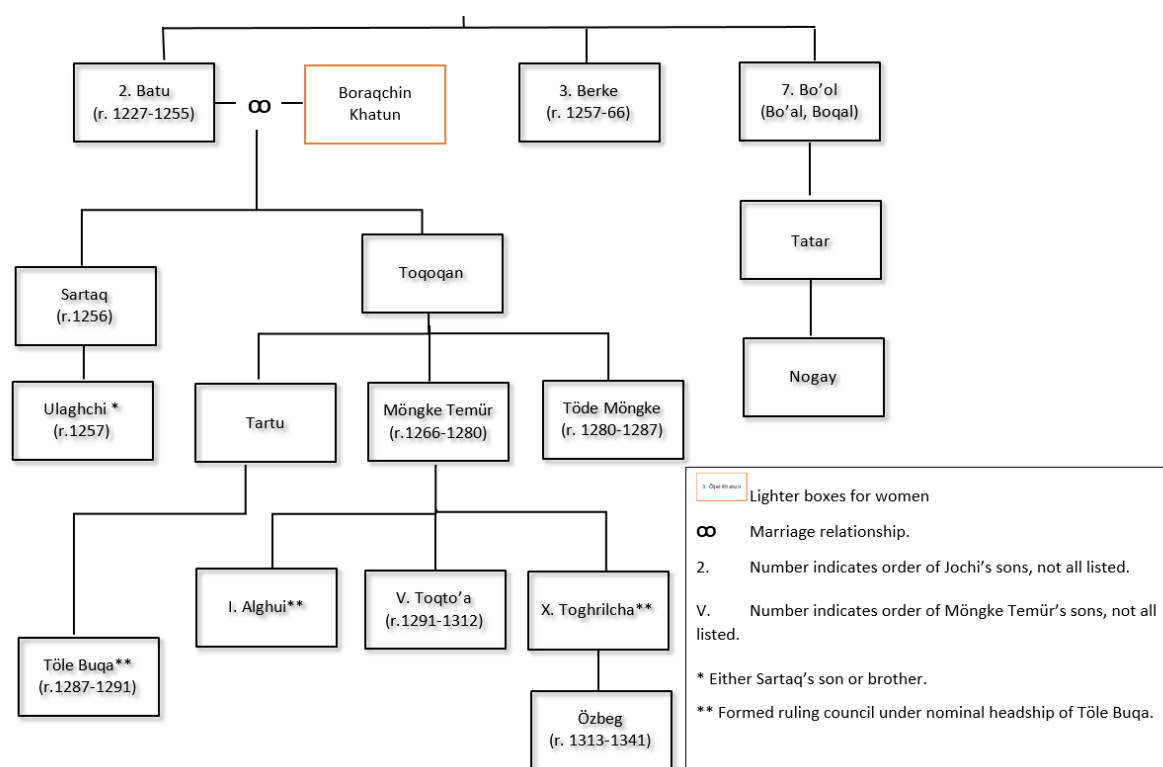 2. Batu
(r. 1227-1255)
ꝏ
Boraqchin
Khatun
3. Berke
(r. 1257-66)
7. Bo’ol
(Bo’al, Boqal)
Sartaq
(r.1256)
Toqoqan
Tatar
Ulaghchi *
(r.1257)
Tartu
Möngke Temür
(r.1266-1280)
Töde Möngke
(r. 1280-1287)
Nogay
Töle Buqa**
(r.1287-1291)
I. Alghui**
V. Toqto’a
(r.1291-1312)
X. Toghrilcha**
Özbeg
(r. 1313-1341)
3. Öljei Khatun
Lighter boxes for women
ꝏ Marriage relationship.
2. Number indicates order of Jochi’s sons, not all listed.
V. Number indicates order of Möngke Temür’s sons, not all
listed.
* Either Sartaq’s son or brother.
** Formed ruling council under nominal headship of Töle Buqa.